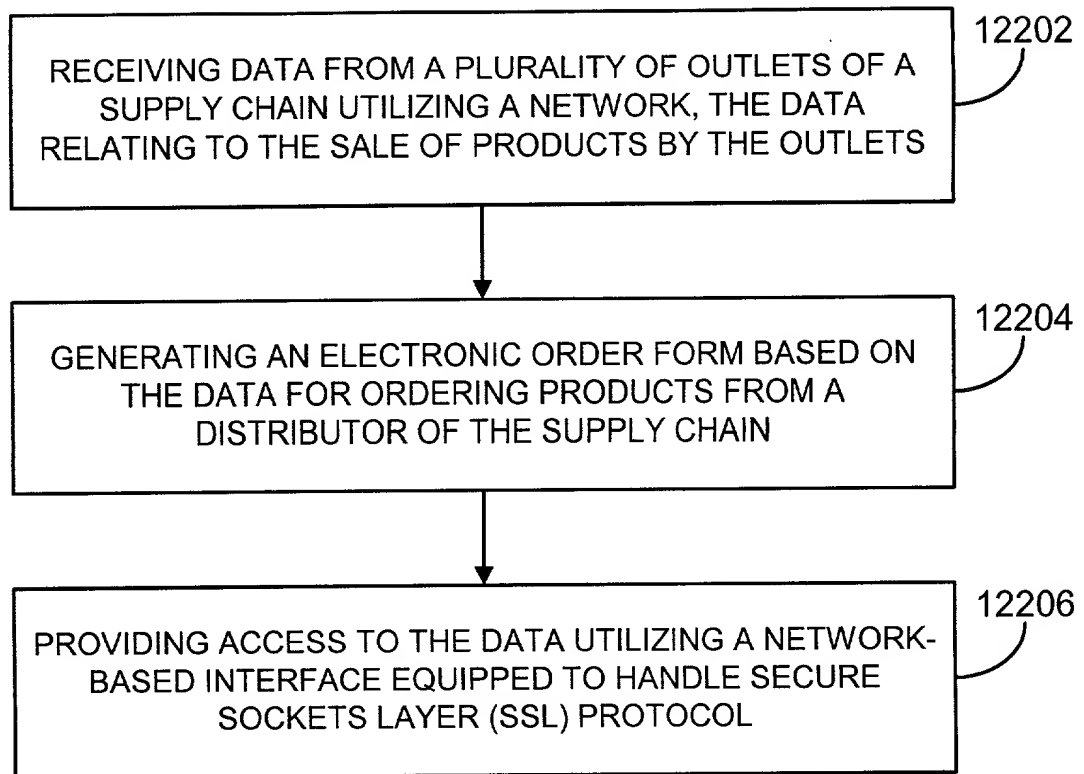 12202
RECEIVING DATA FROM A PLURALITY OF OUTLETS OF A
SUPPLY CHAIN UTILIZING A NETWORK, THE DATA
RELATING TO THE SALE OF PRODUCTS BY THE OUTLETS
12204
GENERATING AN ELECTRONIC ORDER FORM BASED ON
THE DATA FOR ORDERING PRODUCTS FROM A
DISTRIBUTOR OF THE SUPPLY CHAIN
12206
PROVIDING ACCESS TO THE DATA UTILIZING A NETWORK-
BASED INTERFACE EQUIPPED TO HANDLE SECURE
SOCKETS LAYER (SSL) PROTOCOL